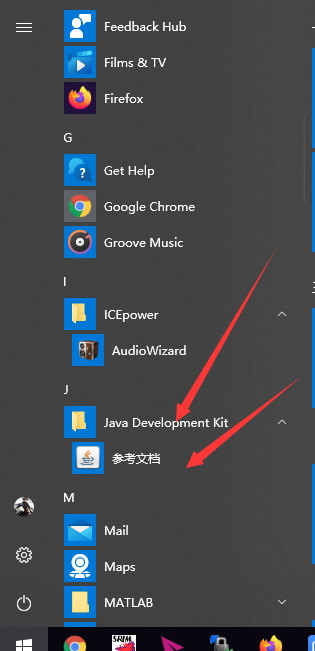 Feedback Hub
Films & TV
Firefox
G
Get Help
Google Chrome
Groove Music
I
ICEpower
AudioWizard
J
Java Development Kit
参考文档
M
Mail
Maps
MATLAB